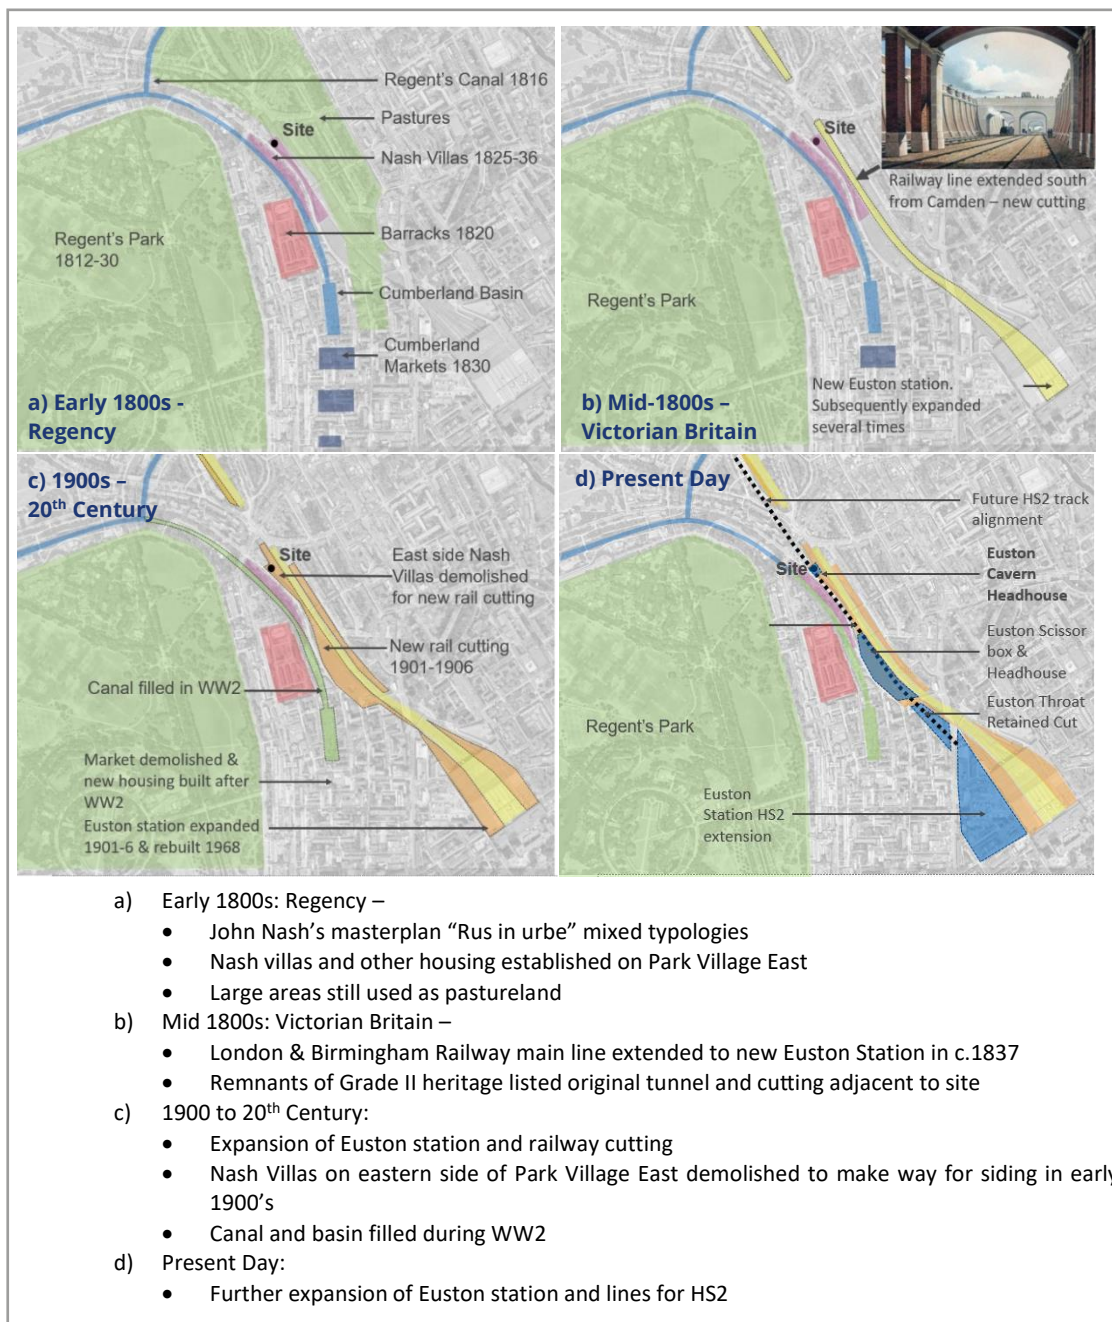 Regent's Canal 1816
Pastures
Site
Nash Villas 1825-36
Regent's Park
1812-30
Barracks 1820
Cumberland Basin
Cumberland
Markets 1830
a) Early 1800s -
Regency
Site
Railway line extended south
from Camden – new cutting
Regent's Park
New Euston station.
Subsequently expanded
several times
b) Mid-1800s –
Victorian Britain
c) 1900s –
20th Century
Site
East side Nash
Villas demolished
for new rail cutting
New rail cutting
1901-1906
Canal filled in WW2
Market demolished &
new housing built after
WW2
Euston station expanded
1901-6 & rebuilt 1968
d) Present Day
Future HS2 track
alignment
Site
Euston
Cavern
Headhouse
Euston Scissor
box &
Headhouse
Euston Throat
Retained Cut
Regent's Park
Euston
Station HS2
extension
a) Early 1800s: Regency –
• John Nash's masterplan “Rus in urbe” mixed typologies
• Nash villas and other housing established on Park Village East
• Large areas still used as pastureland
b) Mid 1800s: Victorian Britain –
• London & Birmingham Railway main line extended to new Euston Station in c.1837
• Remnants of Grade II heritage listed original tunnel and cutting adjacent to site
c) 1900 to 20th Century:
• Expansion of Euston station and railway cutting
• Nash Villas on eastern side of Park Village East demolished to make way for siding in early
1900's
• Canal and basin filled during WW2
d) Present Day:
• Further expansion of Euston station and lines for HS2